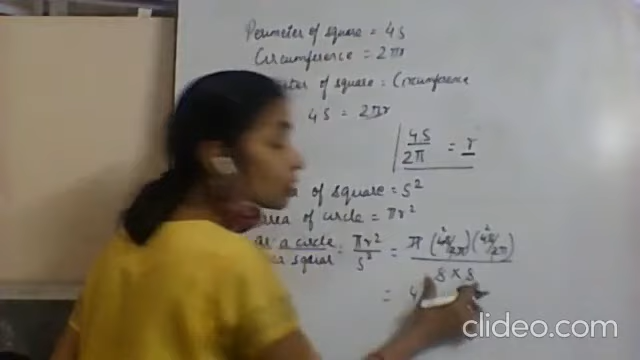 Perimeter of square = 4s
Circumference = 2πr
of square = Circumference
4s = 2πr
4s/2π = r
of square = s²
area of circle = πr²
a circle = πr²/s² = π(4s/2π)(4s/2π)/s×s
= 4
clideo.com